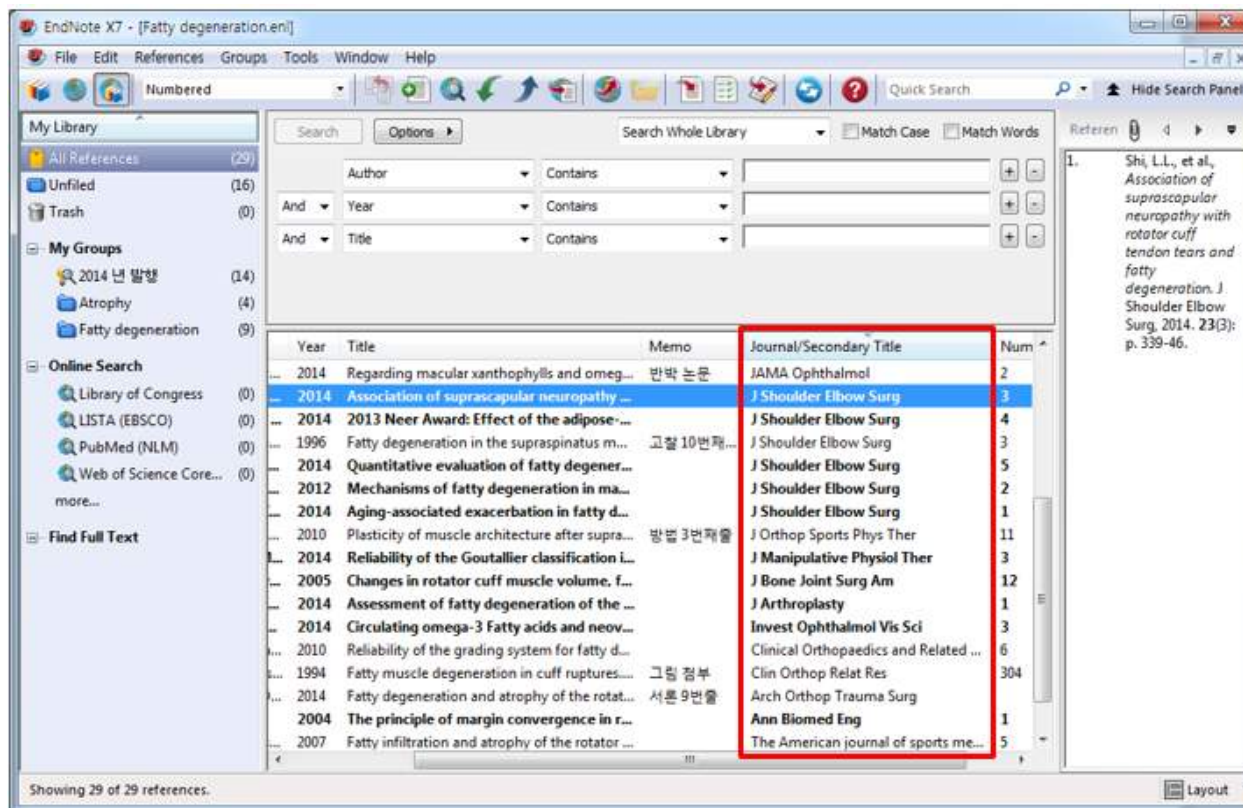 EndNote X7 - [Fatty degeneration.enl]
File Edit References Groups Tools Window Help
Numbered
Quick Search
Hide Search Panel
My Library
All References (29)
Unfiled (16)
Trash (0)
My Groups
2014 년 발행 (14)
Atrophy (4)
Fatty degeneration (9)
Online Search
Library of Congress (0)
LISTA (EBSCO) (0)
PubMed (NLM) (0)
Web of Science Core... (0)
more...
Find Full Text
Search Options Search Whole Library Match Case Match Words
Author Contains + -
And Year Contains + -
And Title Contains + -
Year Title Memo Journal/Secondary Title Num
... 2014 Regarding macular xanthophylls and omeg... 반박 논문 JAMA Ophthalmol 2
2014 Association of suprascapular neuropathy ... J Shoulder Elbow Surg 3
... 2014 2013 Neer Award: Effect of the adipose-... J Shoulder Elbow Surg 4
... 1996 Fatty degeneration in the supraspinatus m... 고찰 10번째... J Shoulder Elbow Surg 3
... 2014 Quantitative evaluation of fatty degener... J Shoulder Elbow Surg 5
... 2012 Mechanisms of fatty degeneration in ma... J Shoulder Elbow Surg 2
... 2014 Aging-associated exacerbation in fatty d... J Shoulder Elbow Surg 1
... 2010 Plasticity of muscle architecture after supra... 방법 3번째줄 J Orthop Sports Phys Ther 11
... 2014 Reliability of the Goutallier classification i... J Manipulative Physiol Ther 3
... 2005 Changes in rotator cuff muscle volume, f... J Bone Joint Surg Am 12
... 2014 Assessment of fatty degeneration of the ... J Arthroplasty 1
... 2014 Circulating omega-3 Fatty acids and neov... Invest Ophthalmol Vis Sci 3
... 2010 Reliability of the grading system for fatty d... Clinical Orthopaedics and Related ... 6
... 1994 Fatty muscle degeneration in cuff ruptures.... 그림 첨부 Clin Orthop Relat Res 304
... 2014 Fatty degeneration and atrophy of the rotat... 서론 9번줄 Arch Orthop Trauma Surg
2004 The principle of margin convergence in r... Ann Biomed Eng 1
... 2007 Fatty infiltration and atrophy of the rotator ... The American journal of sports me... 5
Referen
1. Shi, L.L., et al.,
Association of
suprascapular
neuropathy with
rotator cuff
tendon tears and
fatty
degeneration. J
Shoulder Elbow
Surg, 2014. 23(3):
p. 339-46.
Showing 29 of 29 references.
Layout